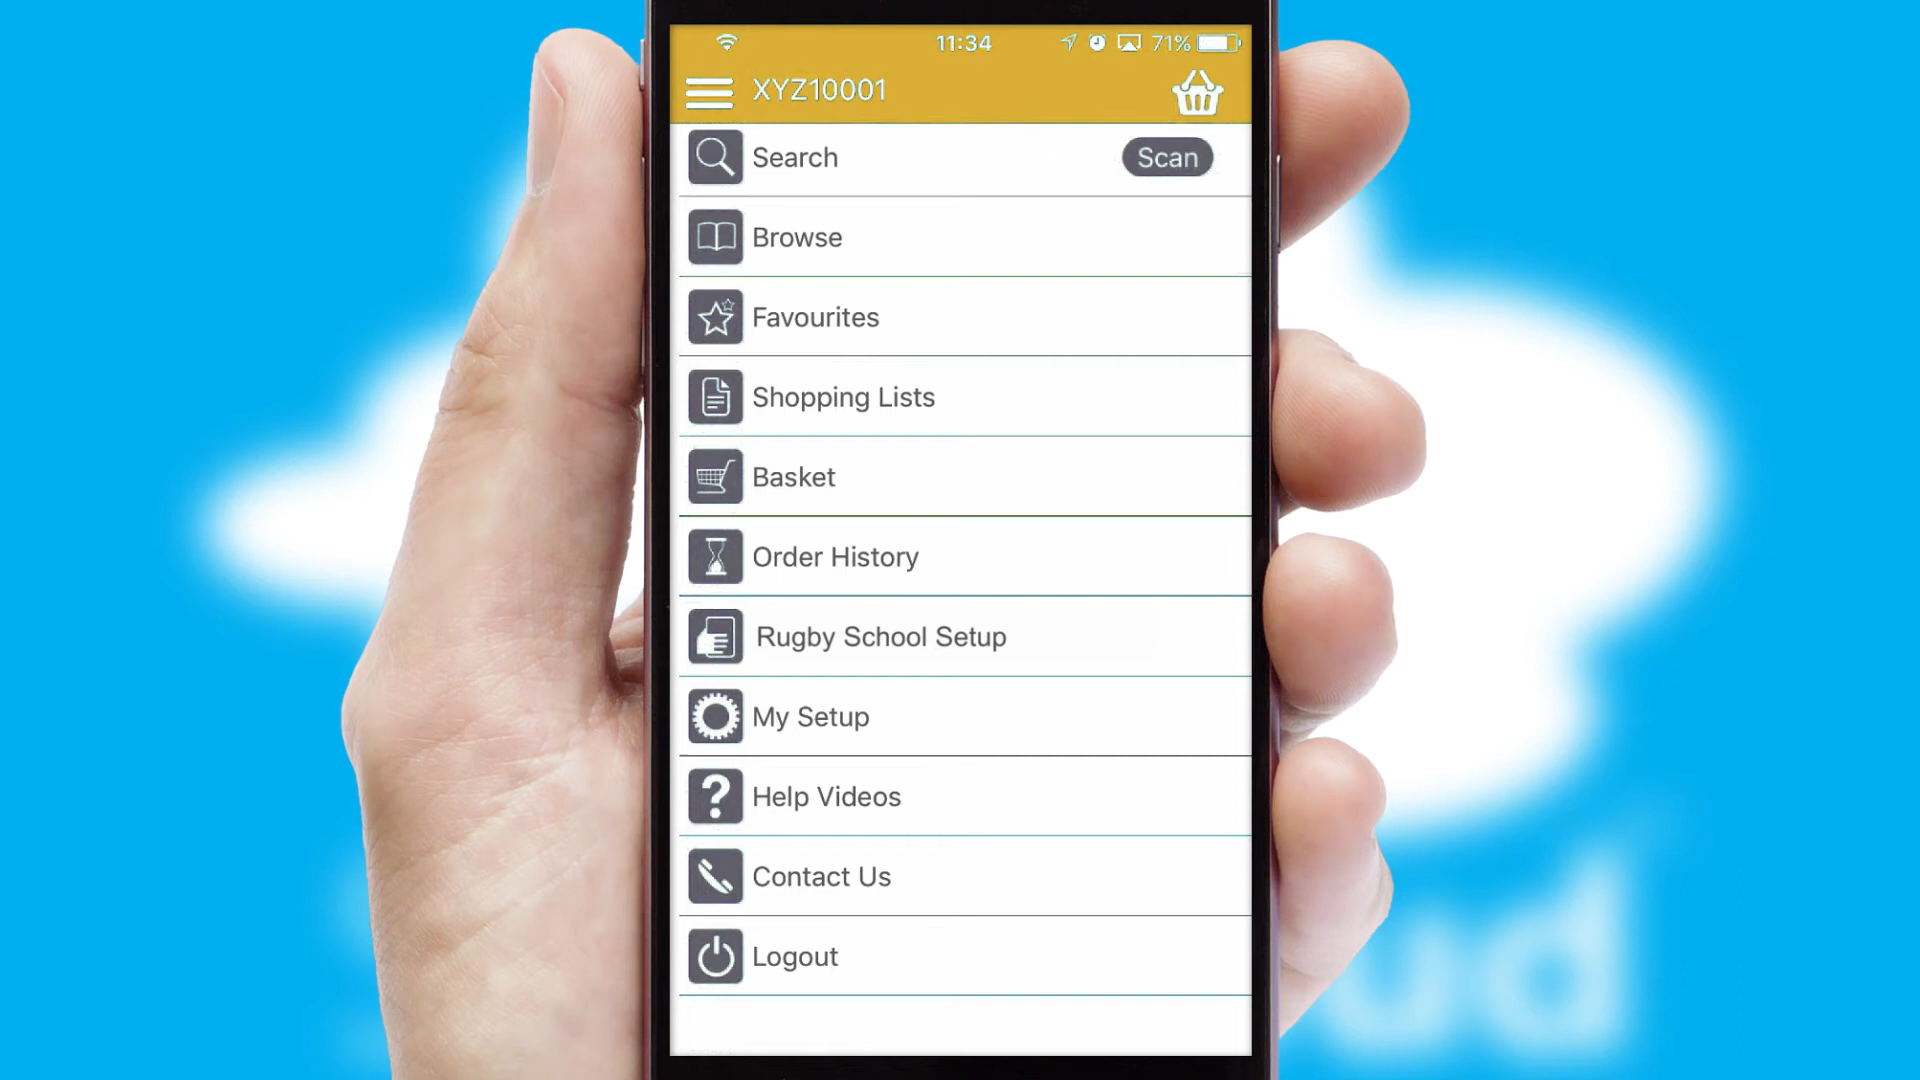 11:34 71%
XYZ10001
Search Scan
Browse
Favourites
Shopping Lists
Basket
Order History
Rugby School Setup
My Setup
Help Videos
Contact Us
Logout
ud